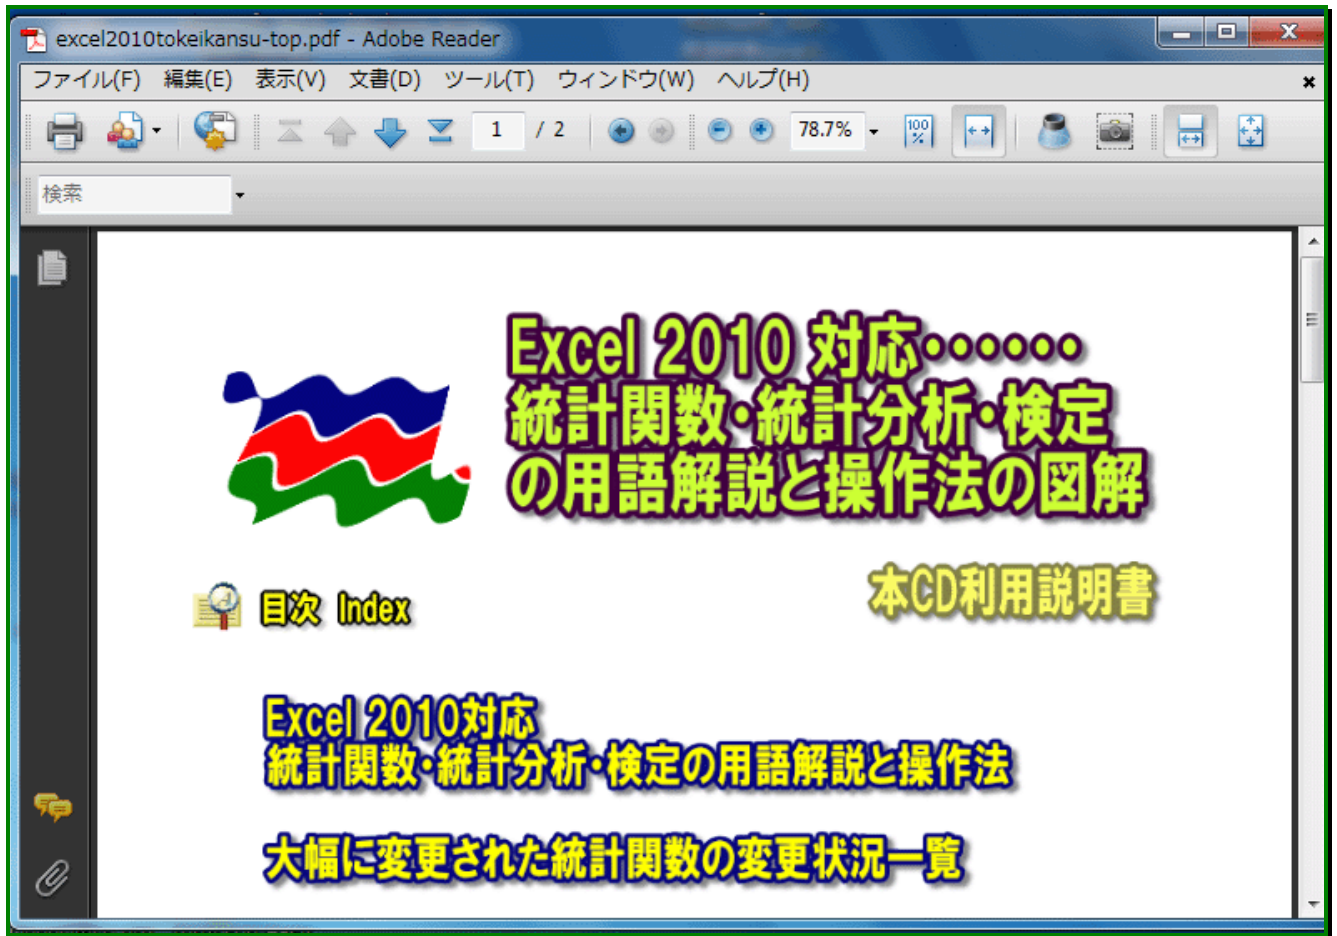 excel2010tokeikansu-top.pdf - Adobe Reader
ファイル(F) 編集(E) 表示(V) 文書(D) ツール(T) ウィンドウ(W) ヘルプ(H)
1 / 2 78.7% 100%
検索
Excel 2010 対応・・・・・・
統計関数・統計分析・検定
の用語解説と操作法の図解
本CD利用説明書
目次 Index
Excel 2010対応
統計関数・統計分析・検定の用語解説と操作法
大幅に変更された統計関数の変更状況一覧